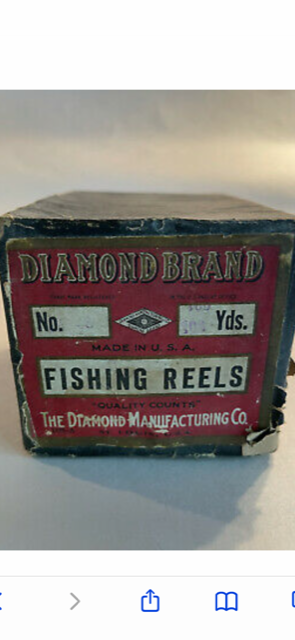 DIAMOND BRAND
No.
Yds.
MADE IN U. S. A.
FISHING REELS
"QUALITY COUNTS"
THE DIAMOND MANUFACTURING CO.